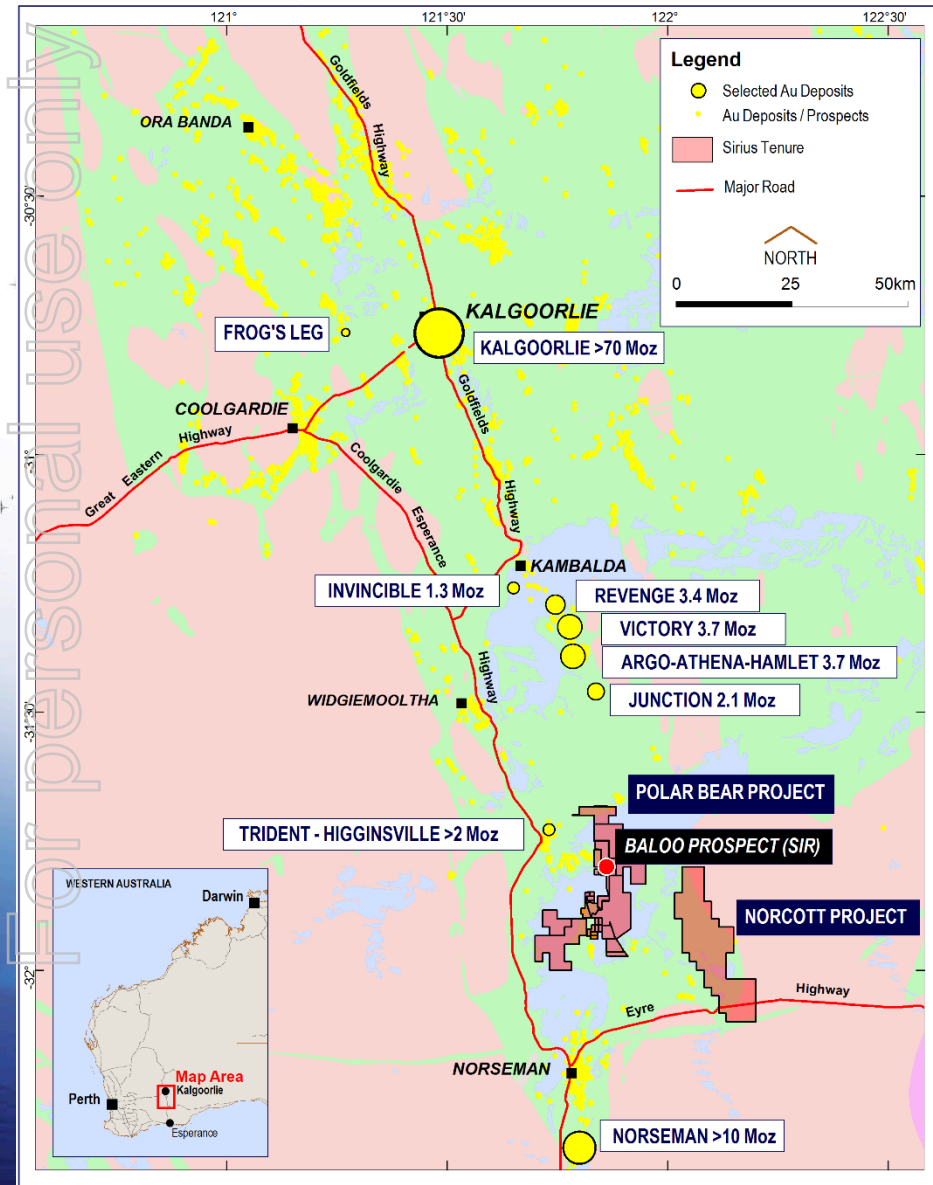 121°
121°30'
122°
122°30'
Legend
Selected Au Deposits
Au Deposits / Prospects
Sirius Tenure
Major Road
NORTH
0 25 50km
Goldfields
Highway
ORA BANDA
-30°30'
KALGOORLIE
FROG'S LEG
KALGOORLIE >70 Moz
COOLGARDIE
Goldfields
Highway
Great Eastern Highway
-31°
Coolgardie
Esperance
Highway
KAMBALDA
INVINCIBLE 1.3 Moz
REVENGE 3.4 Moz
VICTORY 3.7 Moz
ARGO-ATHENA-HAMLET 3.7 Moz
JUNCTION 2.1 Moz
WIDGIEMOOLTHA
-31°30'
POLAR BEAR PROJECT
TRIDENT - HIGGINSVILLE >2 Moz
BALOO PROSPECT (SIR)
NORCOTT PROJECT
-32°
Eyre Highway
NORSEMAN
NORSEMAN >10 Moz
WESTERN AUSTRALIA
Darwin
Map Area
Kalgoorlie
Perth
Esperance
For personal use only